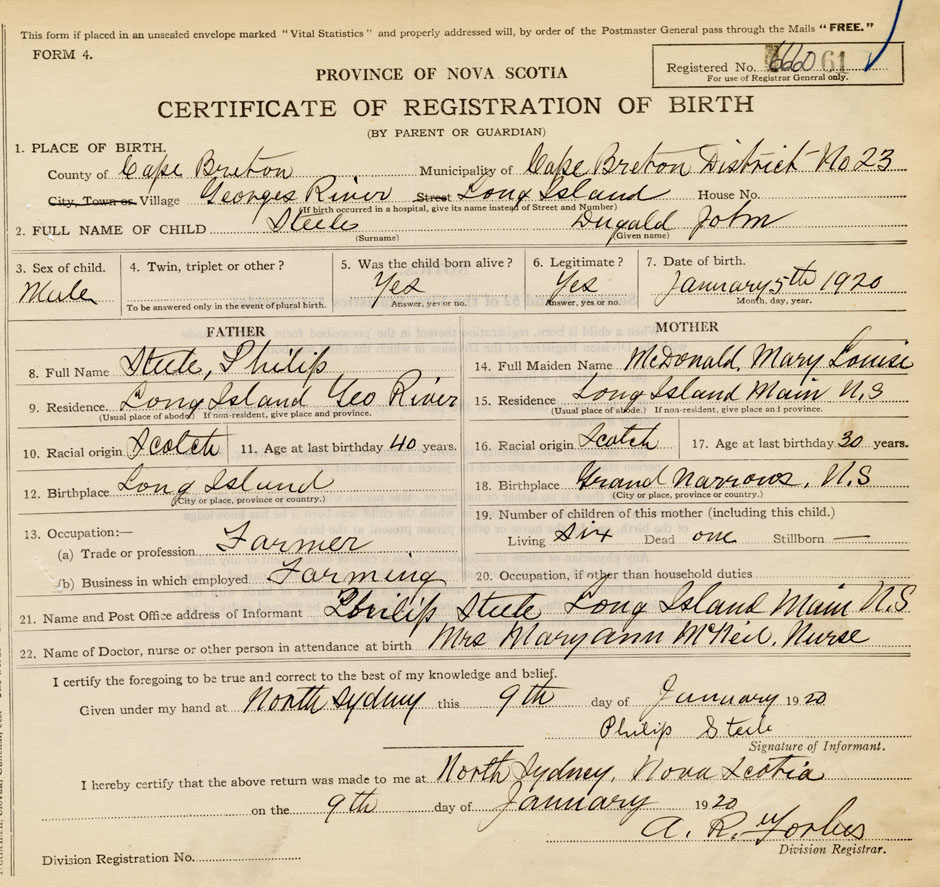 This form if placed in an unsealed envelope marked "Vital Statistics" and properly addressed will, by order of the Postmaster General pass through the Mails "FREE."
FORM 4.
Registered No. 6660 61
For use of Registrar General only.
PROVINCE OF NOVA SCOTIA
CERTIFICATE OF REGISTRATION OF BIRTH
(BY PARENT OR GUARDIAN)
1. PLACE OF BIRTH.
County of Cape Breton Municipality of Cape Breton District No 23
City, Town or Village Georges River Street Long Island House No.
(If birth occurred in a hospital, give its name instead of Street and Number)
2. FULL NAME OF CHILD Steele Dugald John
(Surname) (Given name)
3. Sex of child. 4. Twin, triplet or other? 5. Was the child born alive? 6. Legitimate? 7. Date of birth.
Male Yes Yes January 5th 1920
To be answered only in the event of plural birth. Answer, yes or no. Answer, yes or no. Month, day, year.
FATHER MOTHER
8. Full Name Steele, Philip 14. Full Maiden Name McDonald, Mary Louise
9. Residence. Long Island Geo River 15. Residence Long Island Main N.S
(Usual place of abode.) If non-resident, give place and province. (Usual place of abode.) If non-resident, give place and province.
10. Racial origin Scotch 11. Age at last birthday 40 years. 16. Racial origin Scotch 17. Age at last birthday 30 years.
12. Birthplace Long Island 18. Birthplace Grand Narrows, N.S
(City or place, province or country.) (City or place, province or country.)
19. Number of children of this mother (including this child.)
13. Occupation:— Living Six Dead one Stillborn —
(a) Trade or profession Farmer
(b) Business in which employed Farming 20. Occupation, if other than household duties
21. Name and Post Office address of Informant Philip Steele Long Island Main N.S.
22. Name of Doctor, nurse or other person in attendance at birth Mrs Maryann McNeil, Nurse
I certify the foregoing to be true and correct to the best of my knowledge and belief.
Given under my hand at North Sydney this 9th day of January 1920
Philip Steele
Signature of Informant.
I hereby certify that the above return was made to me at North Sydney, Nova Scotia
on the 9th day of January 1920
A. R. Forbes
Division Registrar.
Division Registration No.